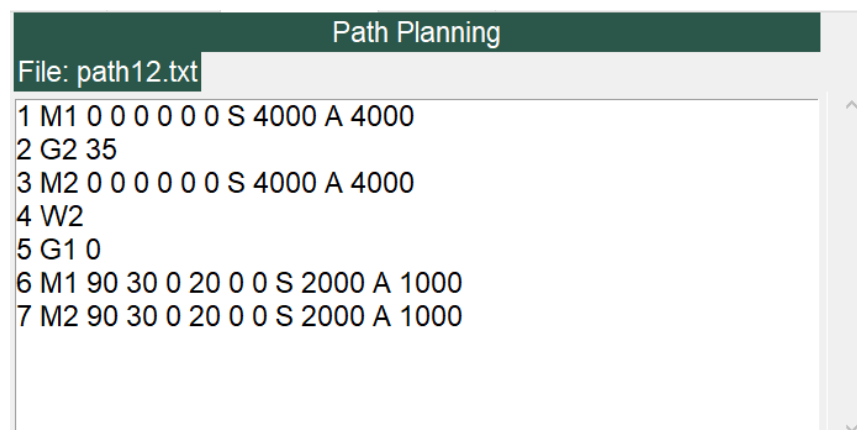 Path Planning
File: path12.txt
1 M1 0 0 0 0 0 0 S 4000 A 4000
2 G2 35
3 M2 0 0 0 0 0 0 S 4000 A 4000
4 W2
5 G1 0
6 M1 90 30 0 20 0 0 S 2000 A 1000
7 M2 90 30 0 20 0 0 S 2000 A 1000